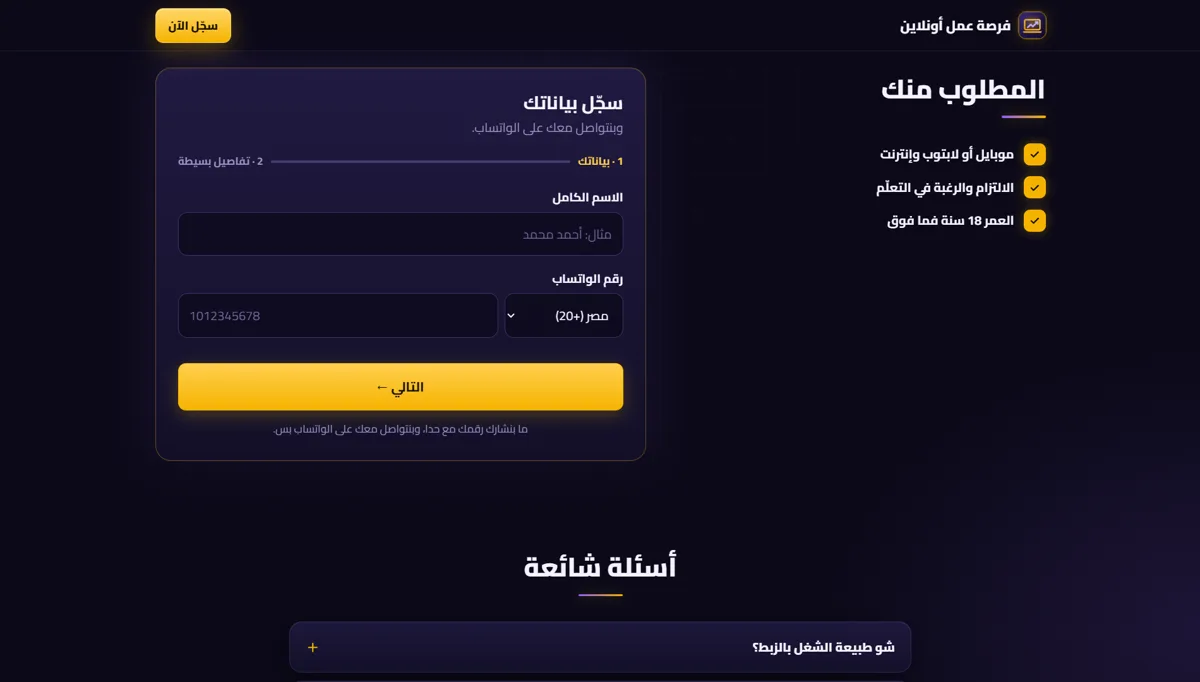 فرصة عمل أونلاين
سجّل الآن
المطلوب منك
موبايل أو لابتوب وإنترنت
الالتزام والرغبة في التعلّم
العمر 18 سنة فما فوق
سجّل بياناتك
وبنتواصل معك على الواتساب.
1 · بياناتك
2 · تفاصيل بسيطة
الاسم الكامل
مثال: أحمد محمد
رقم الواتساب
مصر (+20)
1012345678
التالي ←
ما بنشارك رقمك مع حدا، وبنتواصل معك على الواتساب بس.
أسئلة شائعة
شو طبيعة الشغل بالزبط؟
+